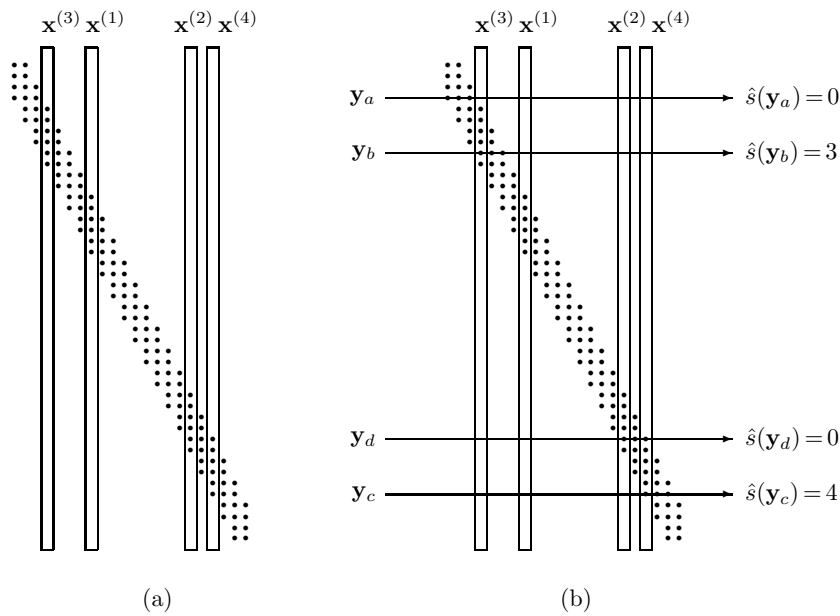 𝐱⁽³⁾ 𝐱⁽¹⁾ 𝐱⁽²⁾ 𝐱⁽⁴⁾ 𝐱⁽³⁾ 𝐱⁽¹⁾ 𝐱⁽²⁾ 𝐱⁽⁴⁾
𝐲_a ŝ(𝐲_a) = 0
𝐲_b ŝ(𝐲_b) = 3
𝐲_d ŝ(𝐲_d) = 0
𝐲_c ŝ(𝐲_c) = 4
(a) (b)